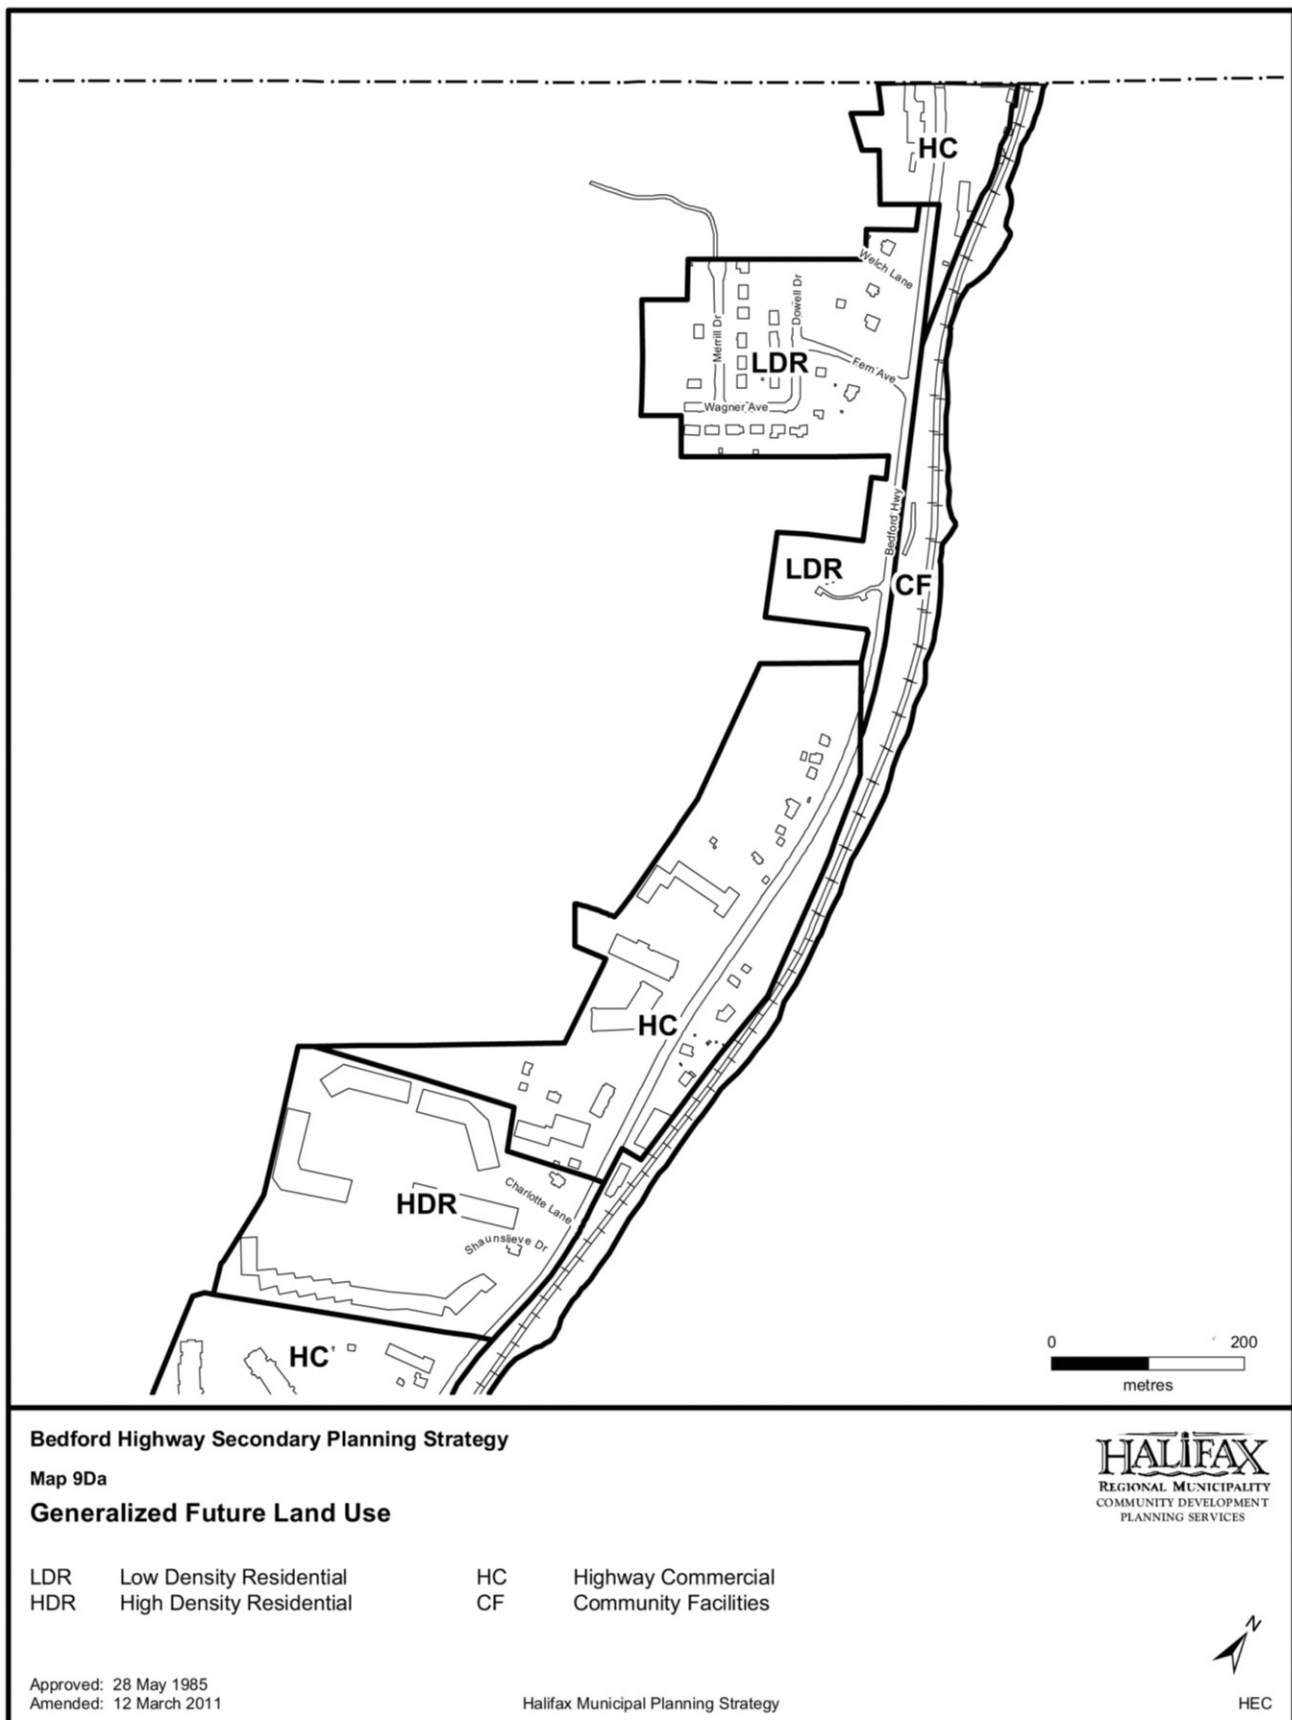 HC
Welch Lane
Dowell Dr
Merrill Dr
LDR
Fern Ave
Wagner Ave
Bedford Hwy
LDR
CF
HC
Charlotte Lane
HDR
Shaunslieve Dr
HC
0 200
metres
Bedford Highway Secondary Planning Strategy
Map 9Da
Generalized Future Land Use
HALIFAX
REGIONAL MUNICIPALITY
COMMUNITY DEVELOPMENT
PLANNING SERVICES
LDR Low Density Residential HC Highway Commercial
HDR High Density Residential CF Community Facilities
N
Approved: 28 May 1985
Amended: 12 March 2011 Halifax Municipal Planning Strategy HEC